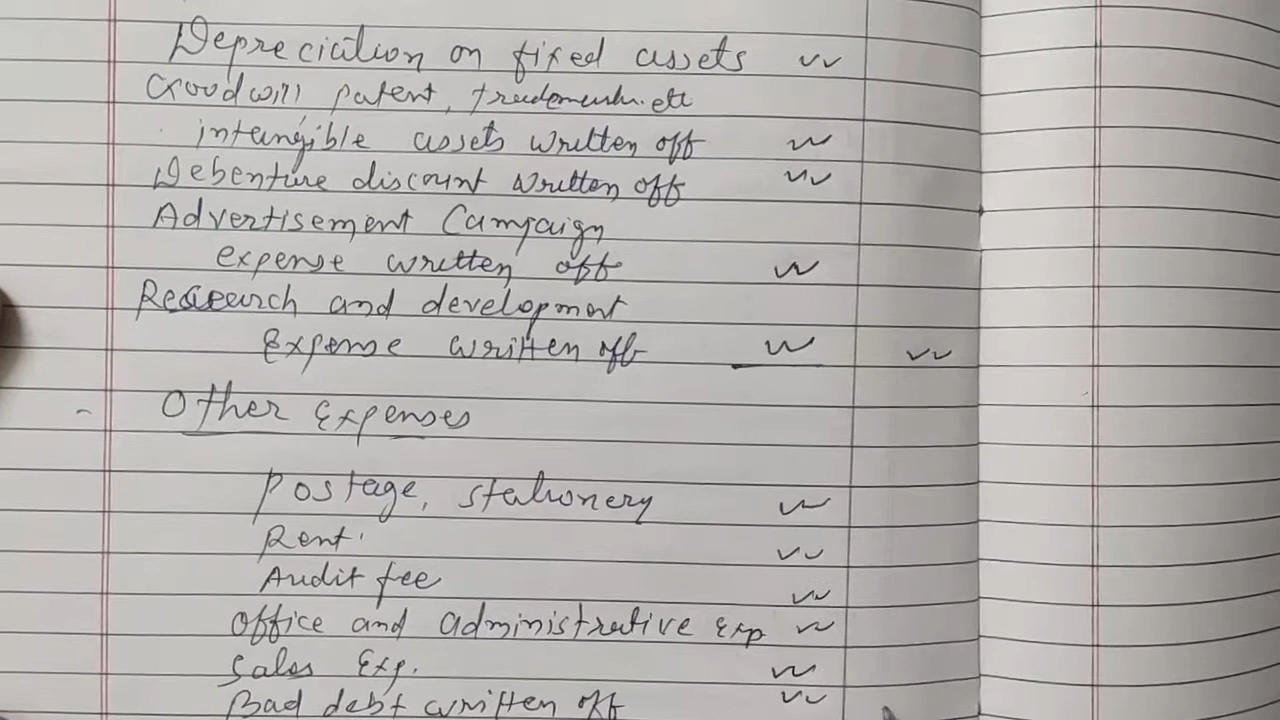 Depreciation on fixed assets ✓✓
Goodwill patent, trademark. etc
intangible assets written off ✓✓
Debenture discount written off ✓✓
Advertisement Campaign
expense written off ✓✓
Research and development
Expense written off ✓✓ ✓✓
Other Expenses
Postage, stationery ✓✓
Rent ✓✓
Audit fee ✓✓
Office and administrative Exp ✓✓
Sales Exp. ✓✓
Bad debt written off ✓✓